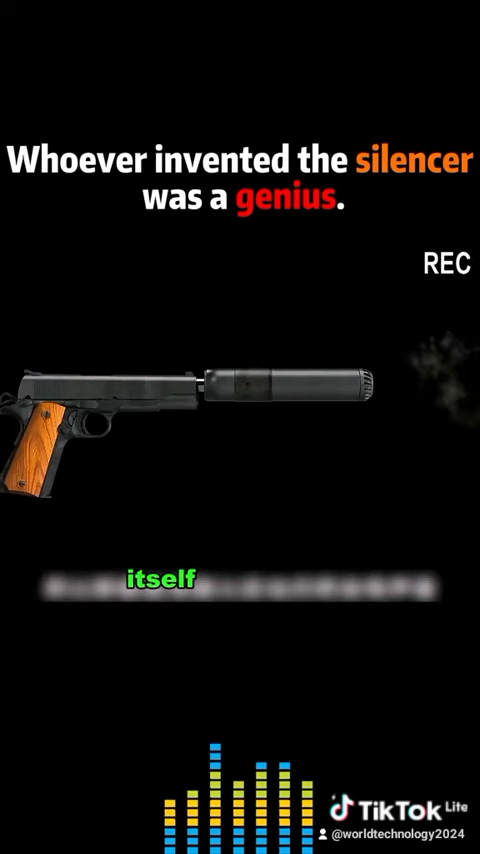 Whoever invented the silencer
was a genius.
REC
itself
TikTok Lite
@worldtechnology2024